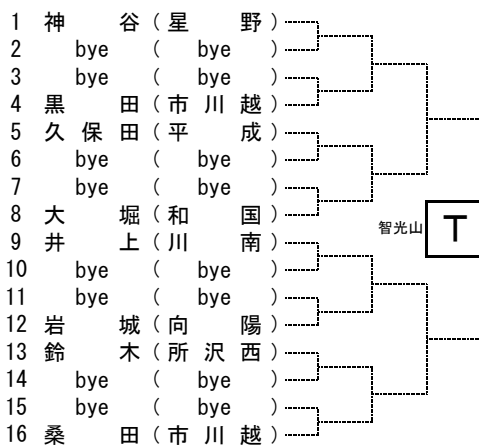 1 神 谷 ( 星 野 )
2 bye ( bye )
3 bye ( bye )
4 黒 田 ( 市 川 越 )
5 久 保 田 ( 平 成 )
6 bye ( bye )
7 bye ( bye )
8 大 堀 ( 和 国 )
智光山 T
9 井 上 ( 川 南 )
10 bye ( bye )
11 bye ( bye )
12 岩 城 ( 向 陽 )
13 鈴 木 ( 所 沢 西 )
14 bye ( bye )
15 bye ( bye )
16 桑 田 ( 市 川 越 )